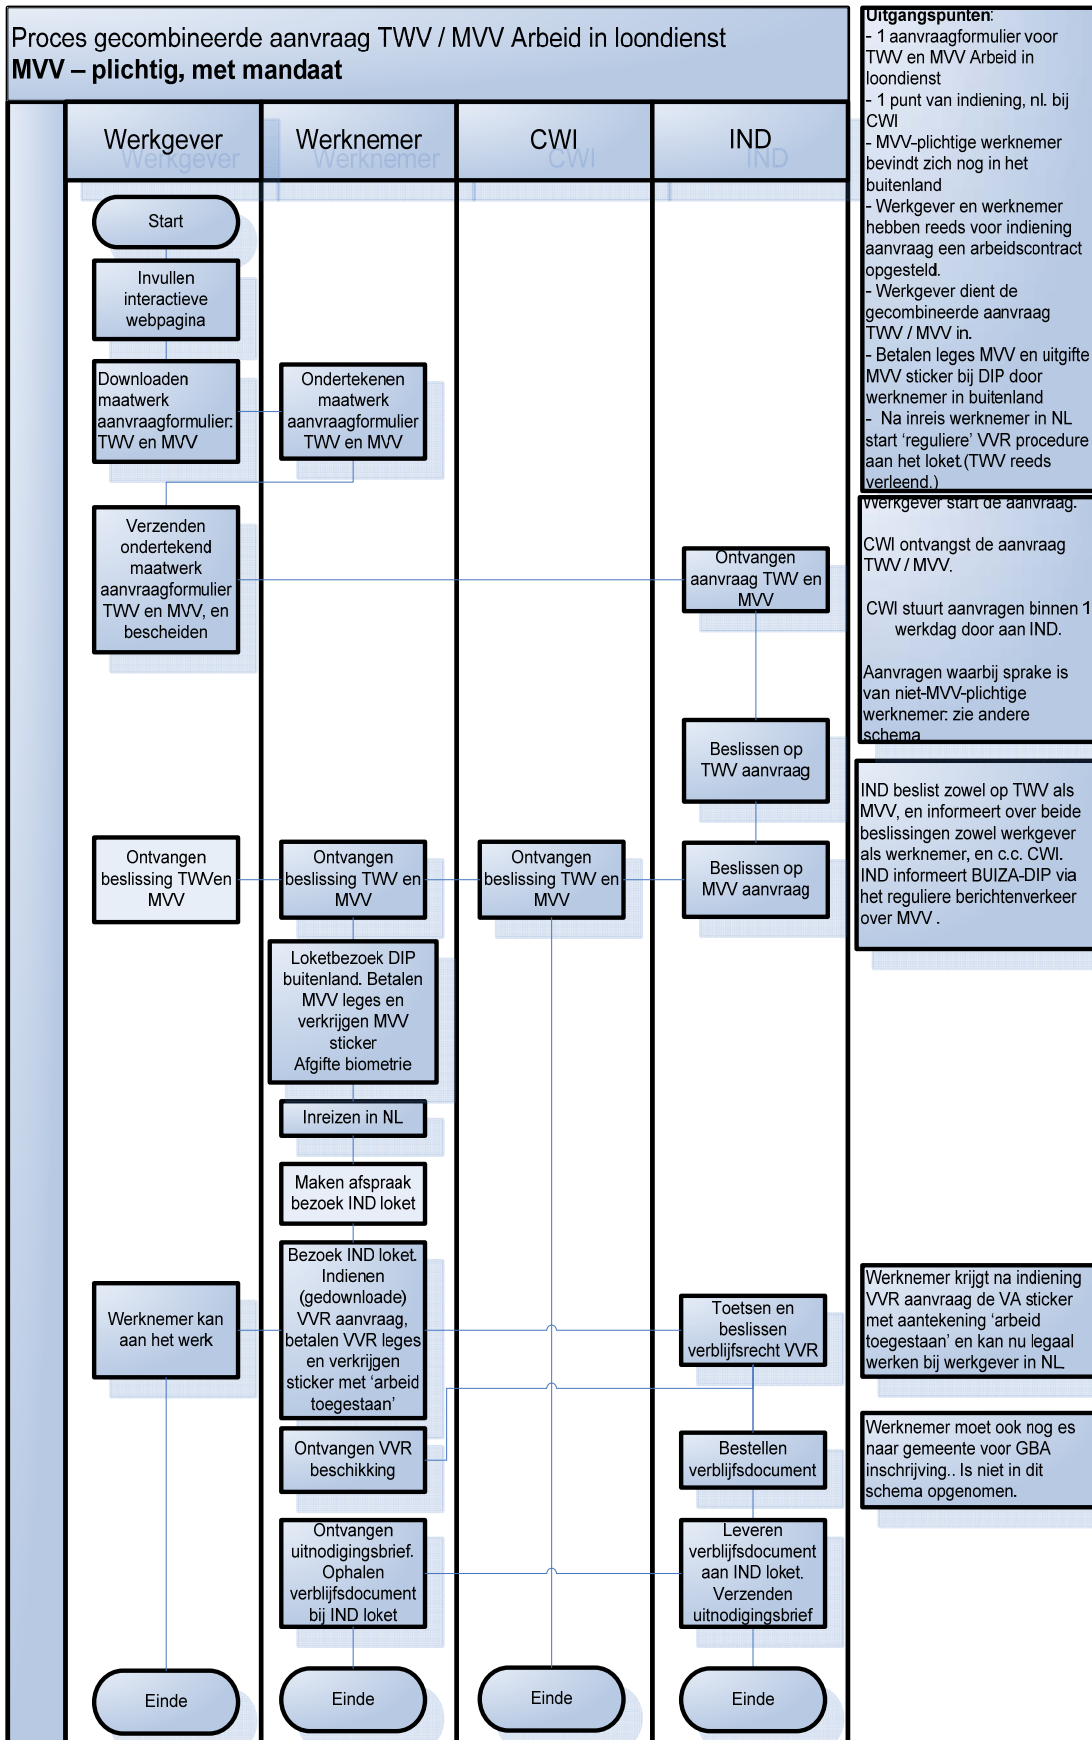 Proces gecombineerde aanvraag TWV / MVV Arbeid in loondienst
MVV – plichtig, met mandaat
Werkgever
Werknemer
CWI
IND
Start
Invullen
interactieve
webpagina
Downloaden
maatwerk
aanvraagformulier:
TWV en MVV
Ondertekenen
maatwerk
aanvraagformulier
TWV en MVV
Verzenden
ondertekend
maatwerk
aanvraagformulier
TWV en MVV, en
bescheiden
Ontvangen
aanvraag TWV en
MVV
Beslissen op
TWV aanvraag
Ontvangen
beslissing TWV en
MVV
Ontvangen
beslissing TWV en
MVV
Ontvangen
beslissing TWV en
MVV
Beslissen op
MVV aanvraag
Loketbezoek DIP
buitenland. Betalen
MVV leges en
verkrijgen MVV
sticker
Afgifte biometrie
Inreizen in NL
Maken afspraak
bezoek IND loket
Werknemer kan
aan het werk
Bezoek IND loket.
Indienen
(gedownloade)
VVR aanvraag,
betalen VVR leges
en verkrijgen
sticker met ‘arbeid
toegestaan’
Toetsen en
beslissen
verblijfsrecht VVR
Ontvangen VVR
beschikking
Bestellen
verblijfsdocument
Ontvangen
uitnodigingsbrief.
Ophalen
verblijfsdocument
bij IND loket
Leveren
verblijfsdocument
aan IND loket.
Verzenden
uitnodigingsbrief
Einde
Einde
Einde
Einde
Uitgangspunten:
- 1 aanvraagformulier voor
TWV en MVV Arbeid in
loondienst
- 1 punt van indiening, nl. bij
CWI
- MVV-plichtige werknemer
bevindt zich nog in het
buitenland
- Werkgever en werknemer
hebben reeds voor indiening
aanvraag een arbeidscontract
opgesteld.
- Werkgever dient de
gecombineerde aanvraag
TWV / MVV in.
- Betalen leges MVV en uitgifte
MVV sticker bij DIP door
werknemer in buitenland
- Na inreis werknemer in NL
start ‘reguliere’ VVR procedure
aan het loket.(TWV reeds
verleend.)
Werkgever start de aanvraag.
CWI ontvangst de aanvraag
TWV / MVV.
CWI stuurt aanvragen binnen 1
werkdag door aan IND.
Aanvragen waarbij sprake is
van niet-MVV-plichtige
werknemer: zie andere
schema
IND beslist zowel op TWV als
MVV, en informeert over beide
beslissingen zowel werkgever
als werknemer, en c.c. CWI.
IND informeert BUIZA-DIP via
het reguliere berichtenverkeer
over MVV .
Werknemer krijgt na indiening
VVR aanvraag de VA sticker
met aantekening ‘arbeid
toegestaan’ en kan nu legaal
werken bij werkgever in NL
Werknemer moet ook nog es
naar gemeente voor GBA
inschrijving.. Is niet in dit
schema opgenomen.